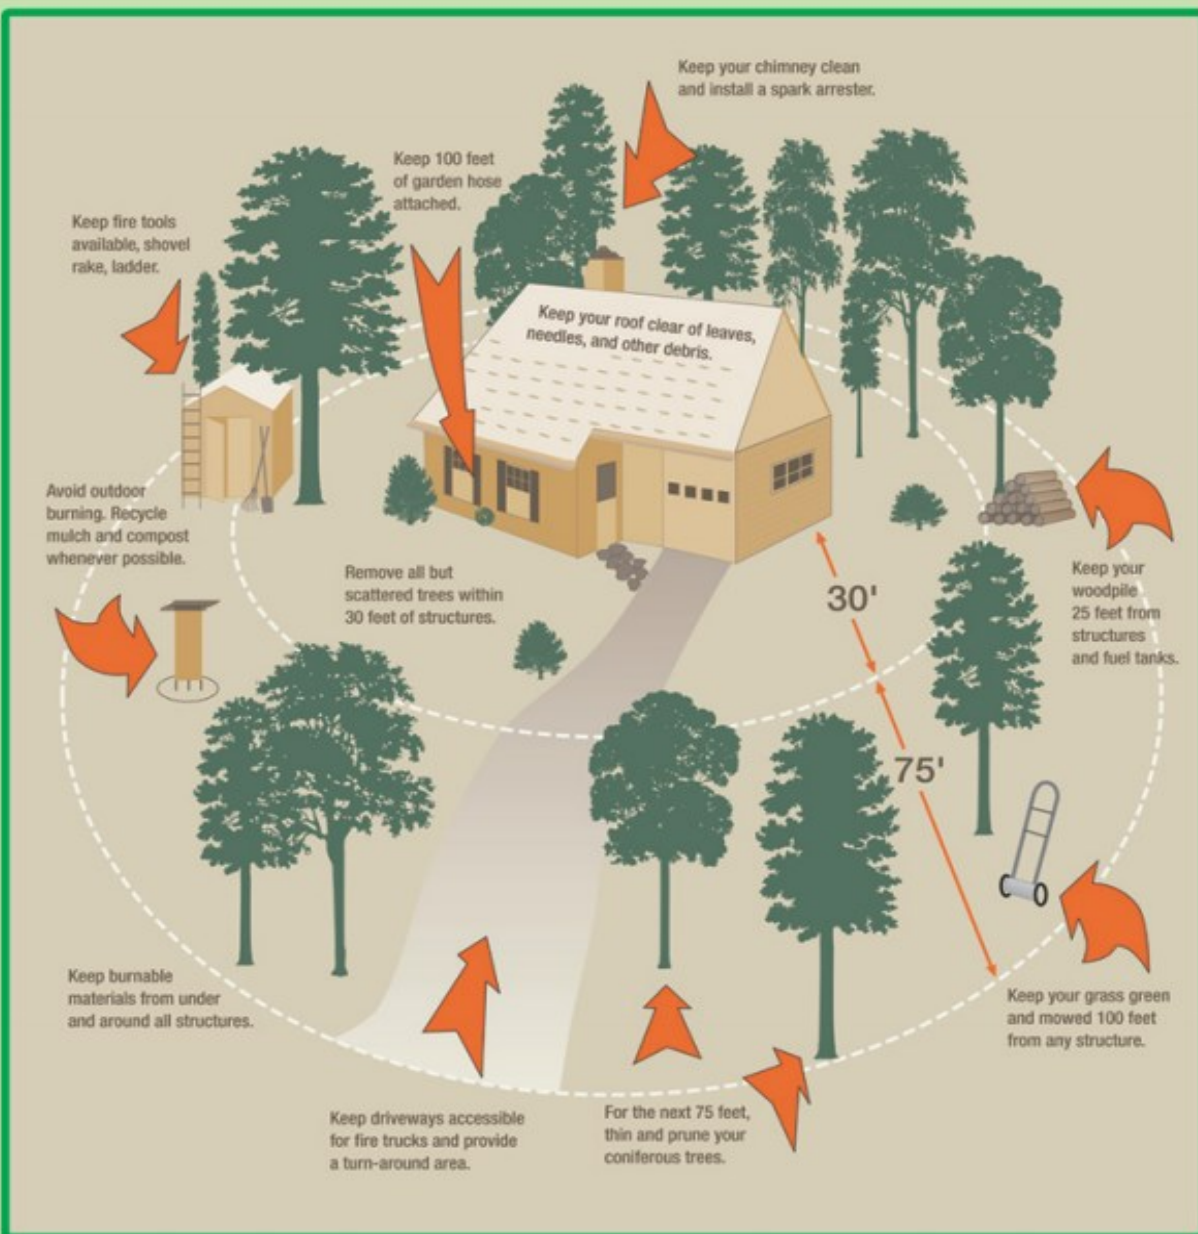 Keep your chimney clean
and install a spark arrester.
Keep 100 feet
of garden hose
attached.
Keep fire tools
available, shovel
rake, ladder.
Keep your roof clear of leaves,
needles, and other debris.
Avoid outdoor
burning. Recycle
mulch and compost
whenever possible.
Remove all but
scattered trees within
30 feet of structures.
30'
Keep your
woodpile
25 feet from
structures
and fuel tanks.
75'
Keep burnable
materials from under
and around all structures.
Keep your grass green
and mowed 100 feet
from any structure.
Keep driveways accessible
for fire trucks and provide
a turn-around area.
For the next 75 feet,
thin and prune your
coniferous trees.